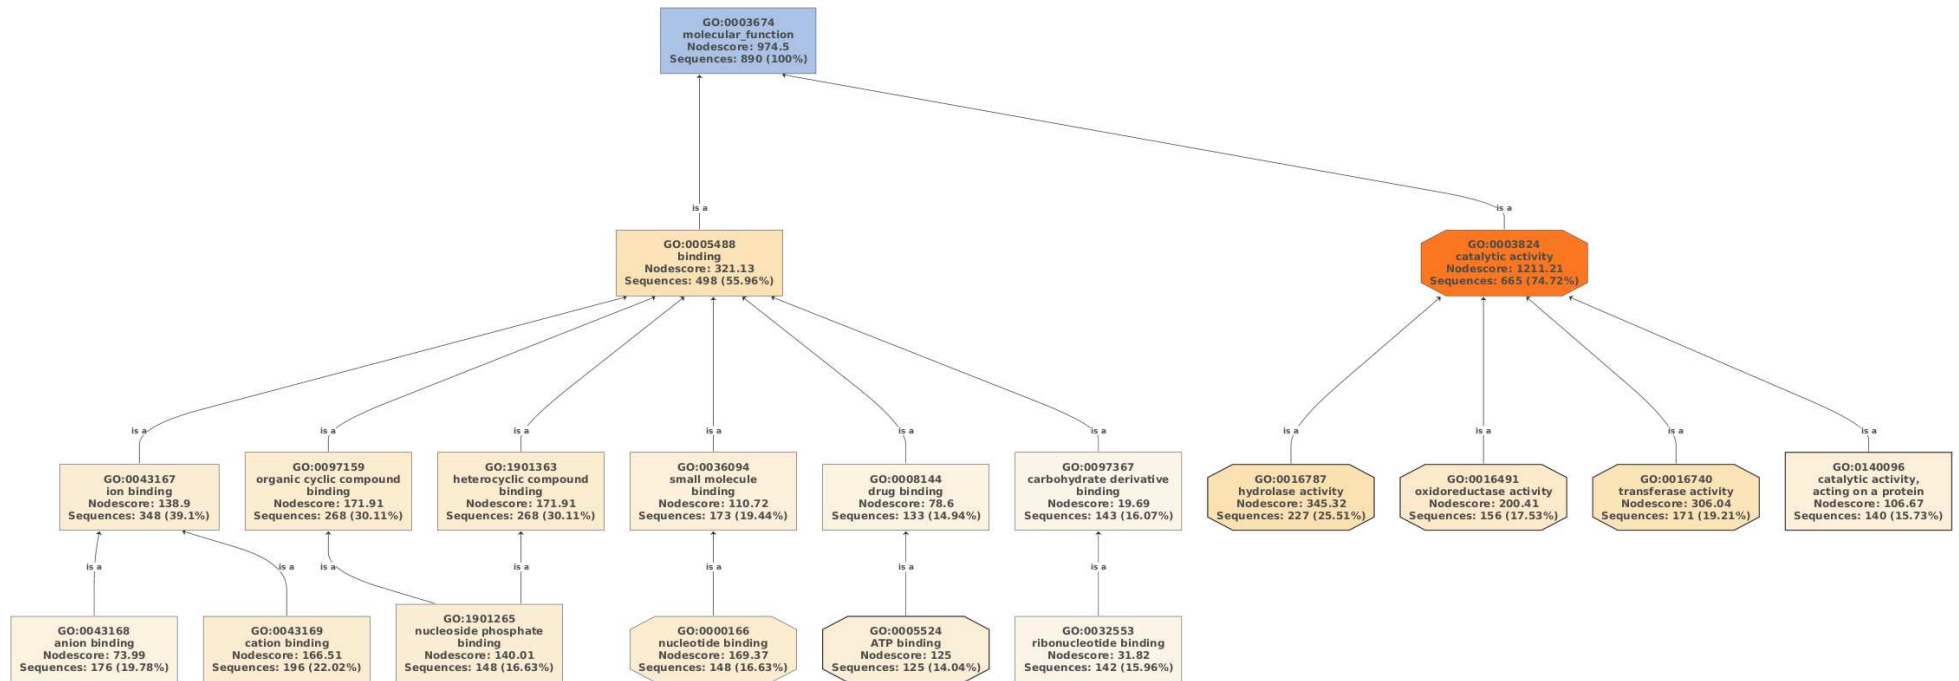 GO:0003674
molecular_function
Nodescore: 974.5
Sequences: 890 (100%)
is a
is a
GO:0005488
binding
Nodescore: 321.13
Sequences: 498 (55.96%)
GO:0003824
catalytic activity
Nodescore: 1211.21
Sequences: 665 (74.72%)
is a
is a
is a
is a
is a
is a
is a
is a
is a
is a
GO:0043167
ion binding
Nodescore: 138.9
Sequences: 348 (39.1%)
GO:0097159
organic cyclic compound
binding
Nodescore: 171.91
Sequences: 268 (30.11%)
GO:1901363
heterocyclic compound
binding
Nodescore: 171.91
Sequences: 268 (30.11%)
GO:0036094
small molecule
binding
Nodescore: 110.72
Sequences: 173 (19.44%)
GO:0008144
drug binding
Nodescore: 78.6
Sequences: 133 (14.94%)
GO:0097367
carbohydrate derivative
binding
Nodescore: 19.69
Sequences: 143 (16.07%)
GO:0016787
hydrolase activity
Nodescore: 345.32
Sequences: 227 (25.51%)
GO:0016491
oxidoreductase activity
Nodescore: 200.41
Sequences: 156 (17.53%)
GO:0016740
transferase activity
Nodescore: 306.04
Sequences: 171 (19.21%)
GO:0140096
catalytic activity,
acting on a protein
Nodescore: 106.67
Sequences: 140 (15.73%)
is a
is a
is a
is a
is a
is a
is a
GO:0043168
anion binding
Nodescore: 73.99
Sequences: 176 (19.78%)
GO:0043169
cation binding
Nodescore: 166.51
Sequences: 196 (22.02%)
GO:1901265
nucleoside phosphate
binding
Nodescore: 140.01
Sequences: 148 (16.63%)
GO:0000166
nucleotide binding
Nodescore: 169.37
Sequences: 148 (16.63%)
GO:0005524
ATP binding
Nodescore: 125
Sequences: 125 (14.04%)
GO:0032553
ribonucleotide binding
Nodescore: 31.82
Sequences: 142 (15.96%)